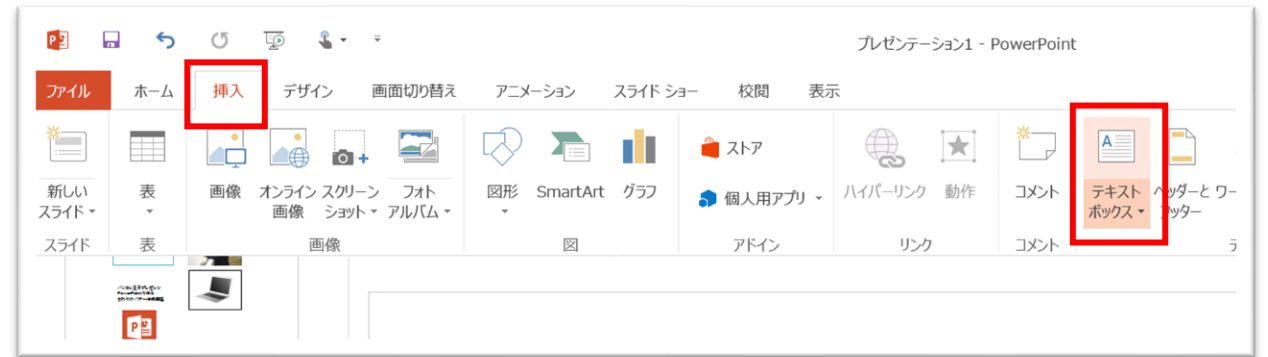 プレゼンテーション1 - PowerPoint
ファイル ホーム 挿入 デザイン 画面切り替え アニメーション スライド ショー 校閲 表示
新しい
スライド
表
画像
オンライン
画像
スクリーン
ショット
フォト
アルバム
図形
SmartArt
グラフ
ストア
個人用アプリ
ハイパーリンク
動作
コメント
A
テキスト
ボックス
ヘッダーと
フッター
ワー
スライド 表 画像 図 アドイン リンク コメント テ